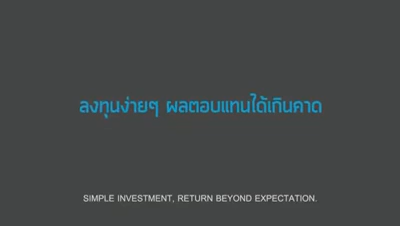 ลงทุนง่ายๆ ผลตอบแทนได้เกินคาด
SIMPLE INVESTMENT, RETURN BEYOND EXPECTATION.